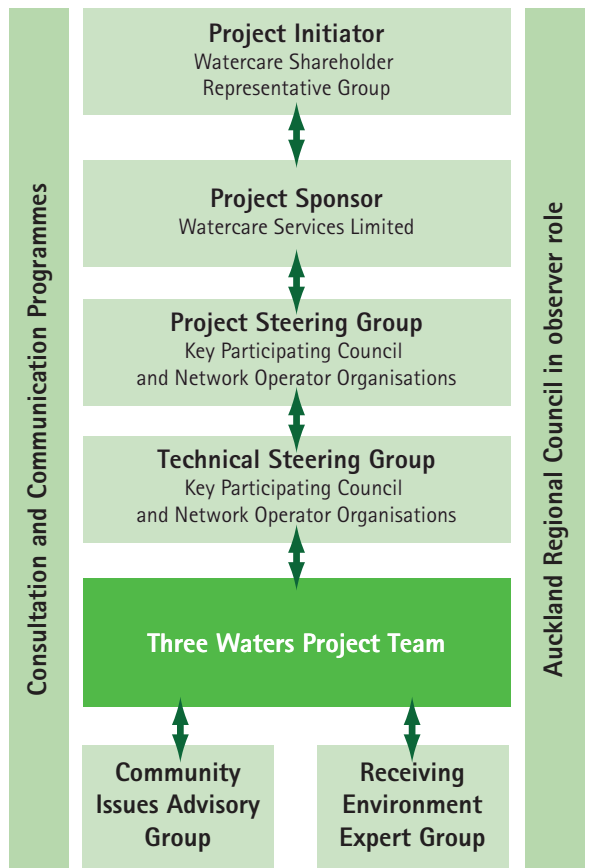 Consultation and Communication Programmes
Project Initiator
Watercare Shareholder
Representative Group
Project Sponsor
Watercare Services Limited
Project Steering Group
Key Participating Council
and Network Operator Organisations
Technical Steering Group
Key Participating Council
and Network Operator Organisations
Three Waters Project Team
Community
Issues Advisory
Group
Receiving
Environment
Expert Group
Auckland Regional Council in observer role